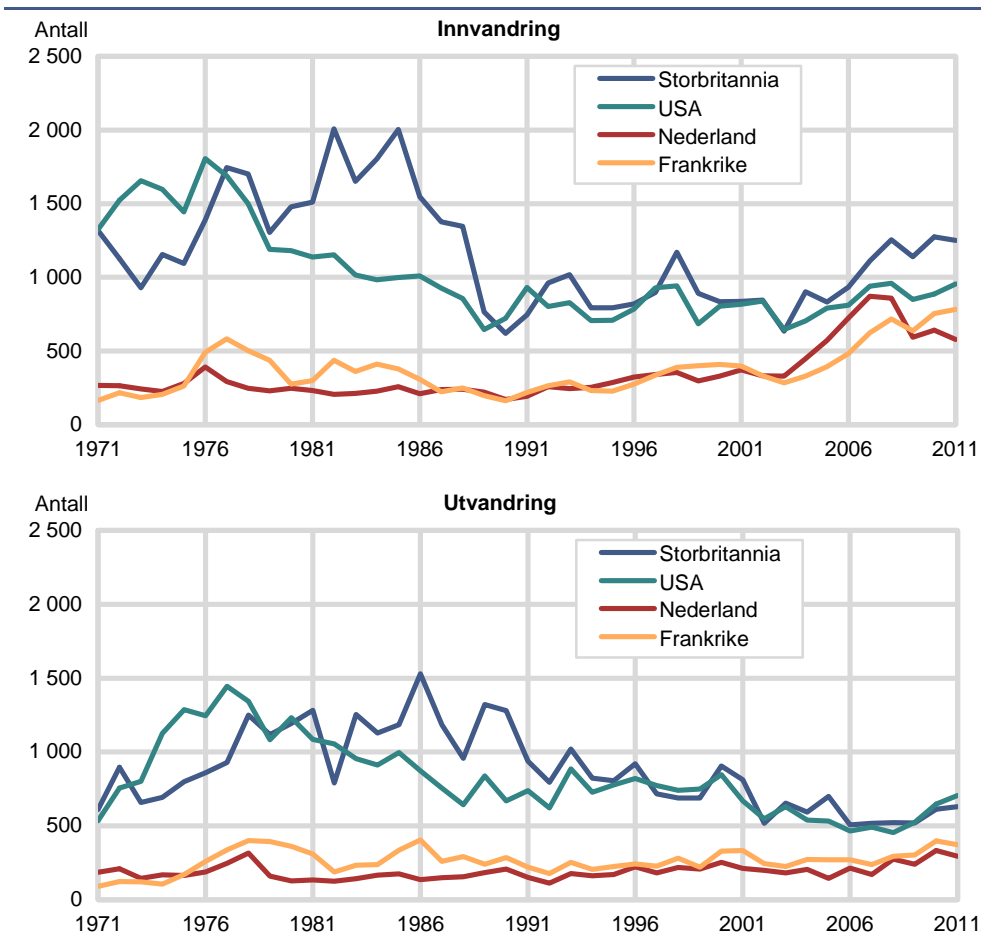 Innvandring
Antall
2 500
2 000
1 500
1 000
500
0
1971 1976 1981 1986 1991 1996 2001 2006 2011
Storbritannia
USA
Nederland
Frankrike
Utvandring
Antall
2 500
2 000
1 500
1 000
500
0
1971 1976 1981 1986 1991 1996 2001 2006 2011
Storbritannia
USA
Nederland
Frankrike